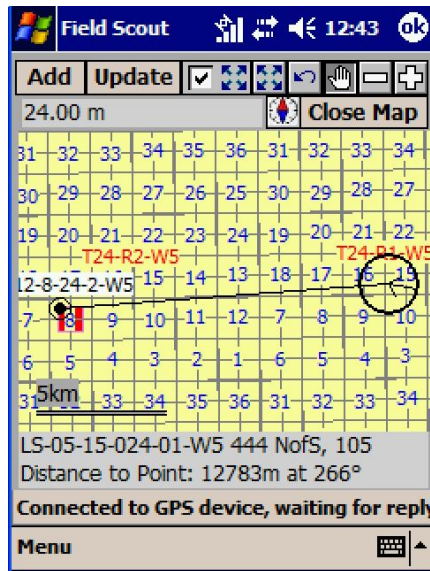 Field Scout 12:43 ok
Add Update
24.00 m Close Map
31 32 33 34 35 36 31 32 33 34
30 29 28 27 26 25 30 29 28 27
19 20 21 22 23 24 19 20 21 22
T24-R2-W5 T24-R1-W5
12-8-24-2-W5 15 14 13 18 17 16 15
7 8 9 10 11 12 7 8 9 10
6 5 4 3 2 1 6 5 4 3
5km
31 33 34 35 36 31 32 33 34
LS-05-15-024-01-W5 444 NofS, 105
Distance to Point: 12783m at 266°
Connected to GPS device, waiting for reply
Menu